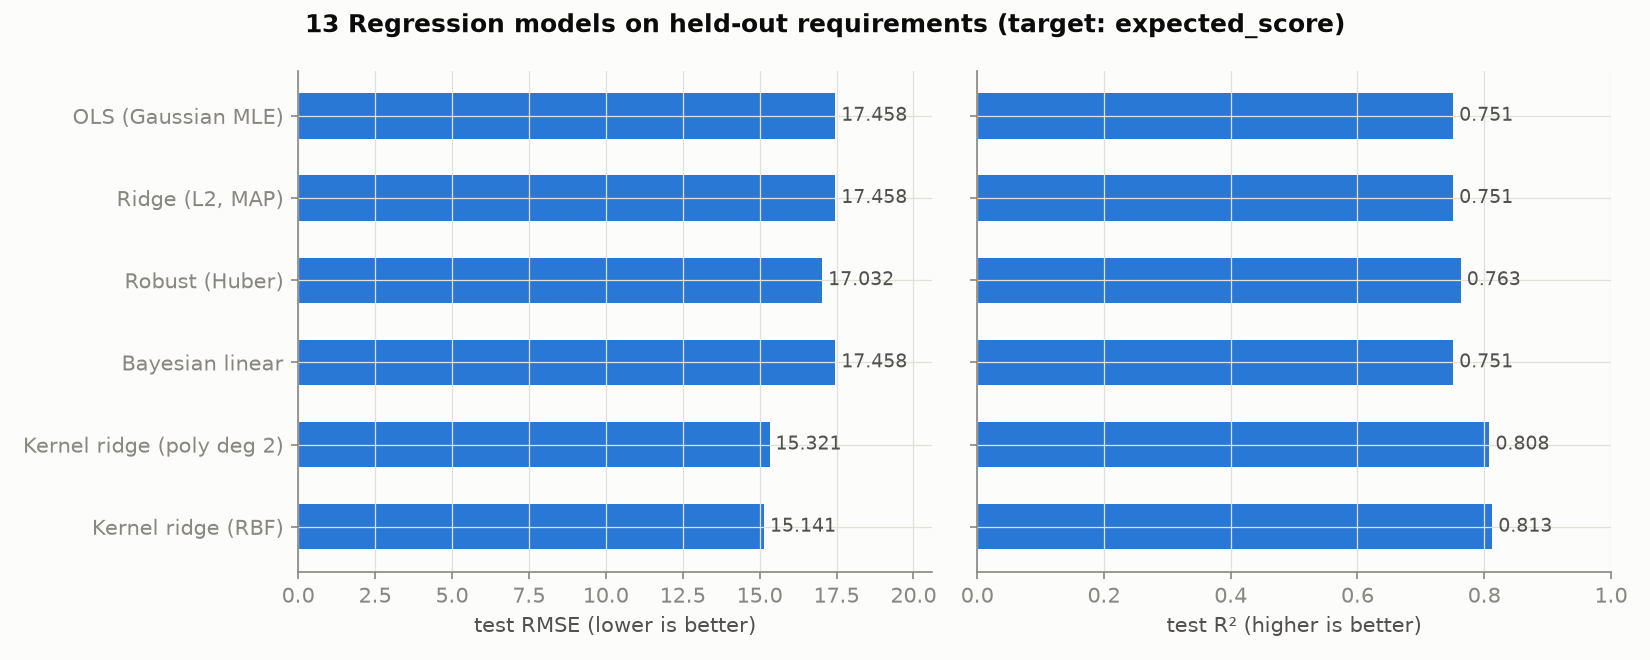 13 Regression models on held-out requirements (target: expected_score)
OLS (Gaussian MLE)
17.458
0.751
Ridge (L2, MAP)
17.458
0.751
Robust (Huber)
17.032
0.763
Bayesian linear
17.458
0.751
Kernel ridge (poly deg 2)
15.321
0.808
Kernel ridge (RBF)
15.141
0.813
0.0 2.5 5.0 7.5 10.0 12.5 15.0 17.5 20.0
0.0 0.2 0.4 0.6 0.8 1.0
test RMSE (lower is better)
test R² (higher is better)